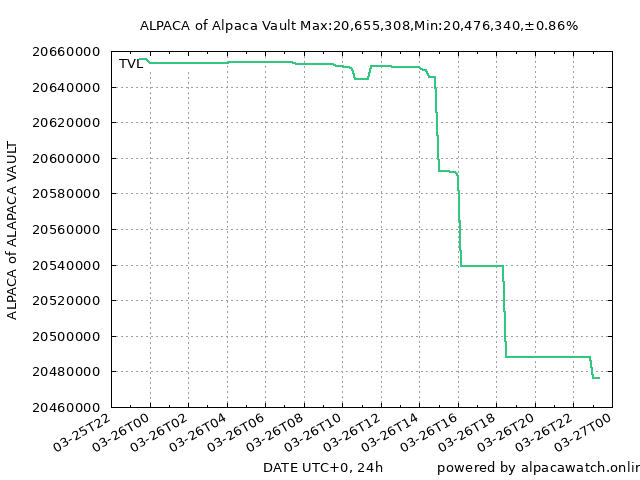 ALPACA of Alpaca Vault Max:20,655,308,Min:20,476,340,±0.86%
20660000
TVL
20640000
20620000
20600000
20580000
20560000
20540000
20520000
20500000
20480000
20460000
ALPACA of ALAPACA VAULT
03-25T22
03-26T00
03-26T02
03-26T04
03-26T06
03-26T08
03-26T10
03-26T12
03-26T14
03-26T16
03-26T18
03-26T20
03-26T22
03-27T00
DATE UTC+0, 24h
powered by alpacawatch.onlin